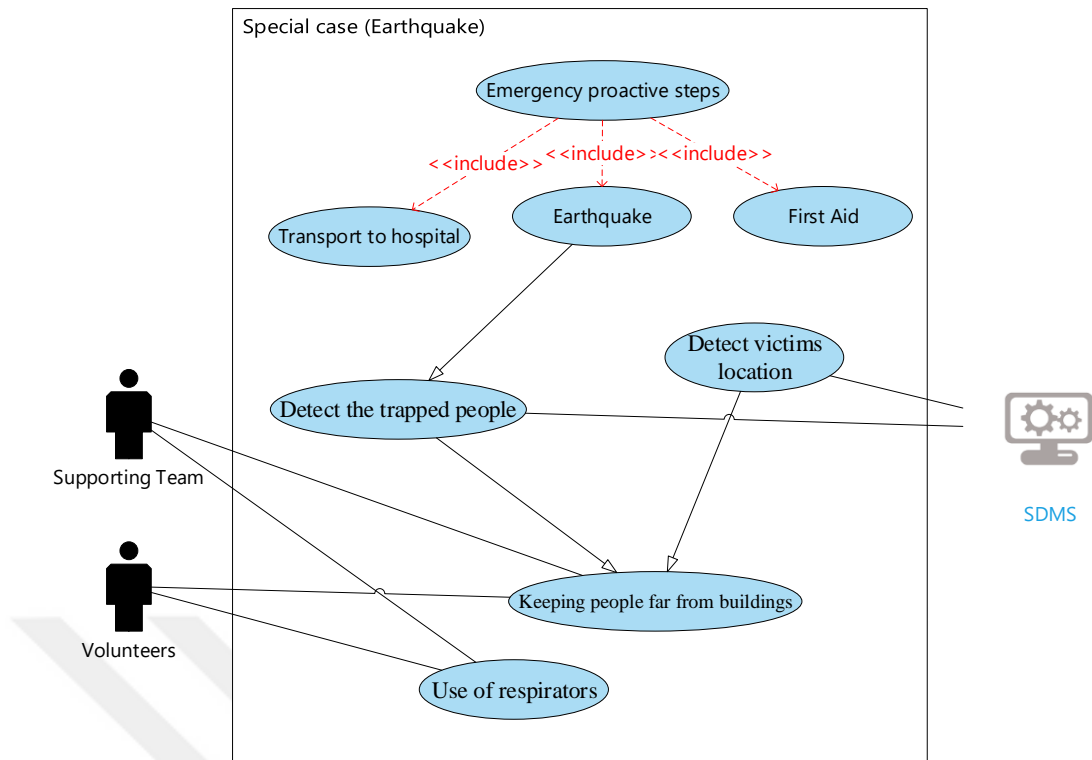 Special case (Earthquake)
Emergency proactive steps
<<include>>
<<include>>
<<include>>
Transport to hospital
Earthquake
First Aid
Detect victims
location
Detect the trapped people
Supporting Team
SDMS
Keeping people far from buildings
Volunteers
Use of respirators